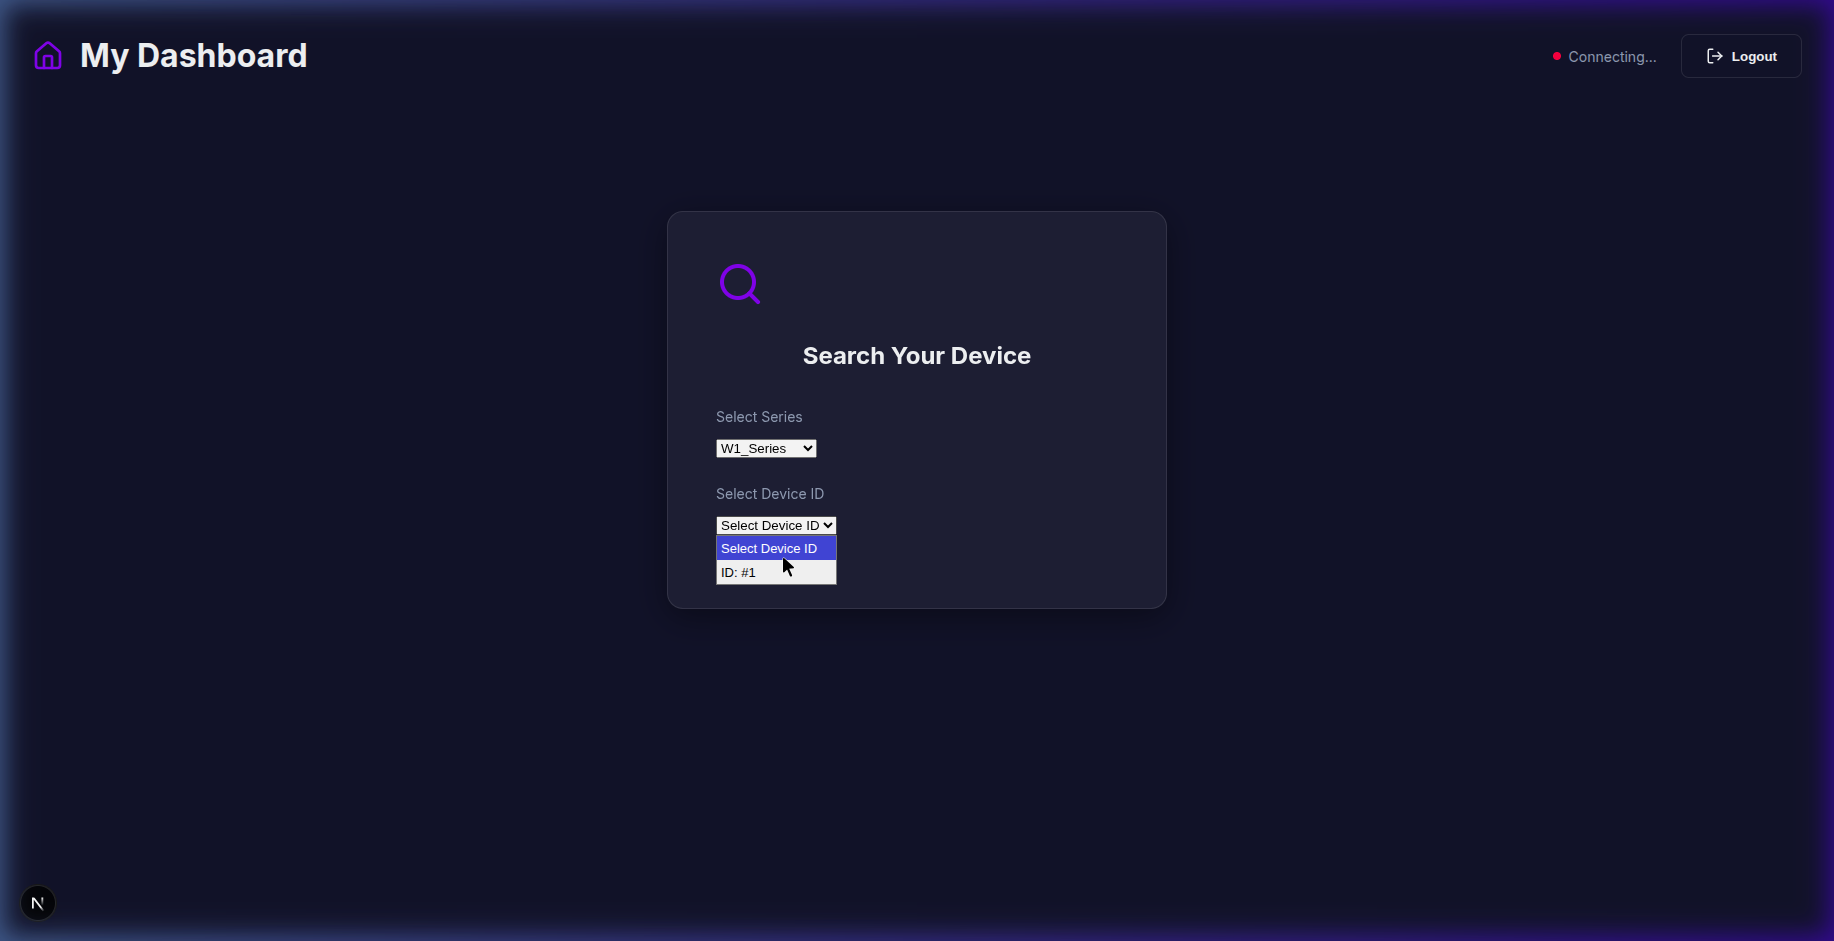 My Dashboard
Connecting...
Logout
Search Your Device
Select Series
W1_Series
Select Device ID
Select Device ID
Select Device ID
ID: #1
N